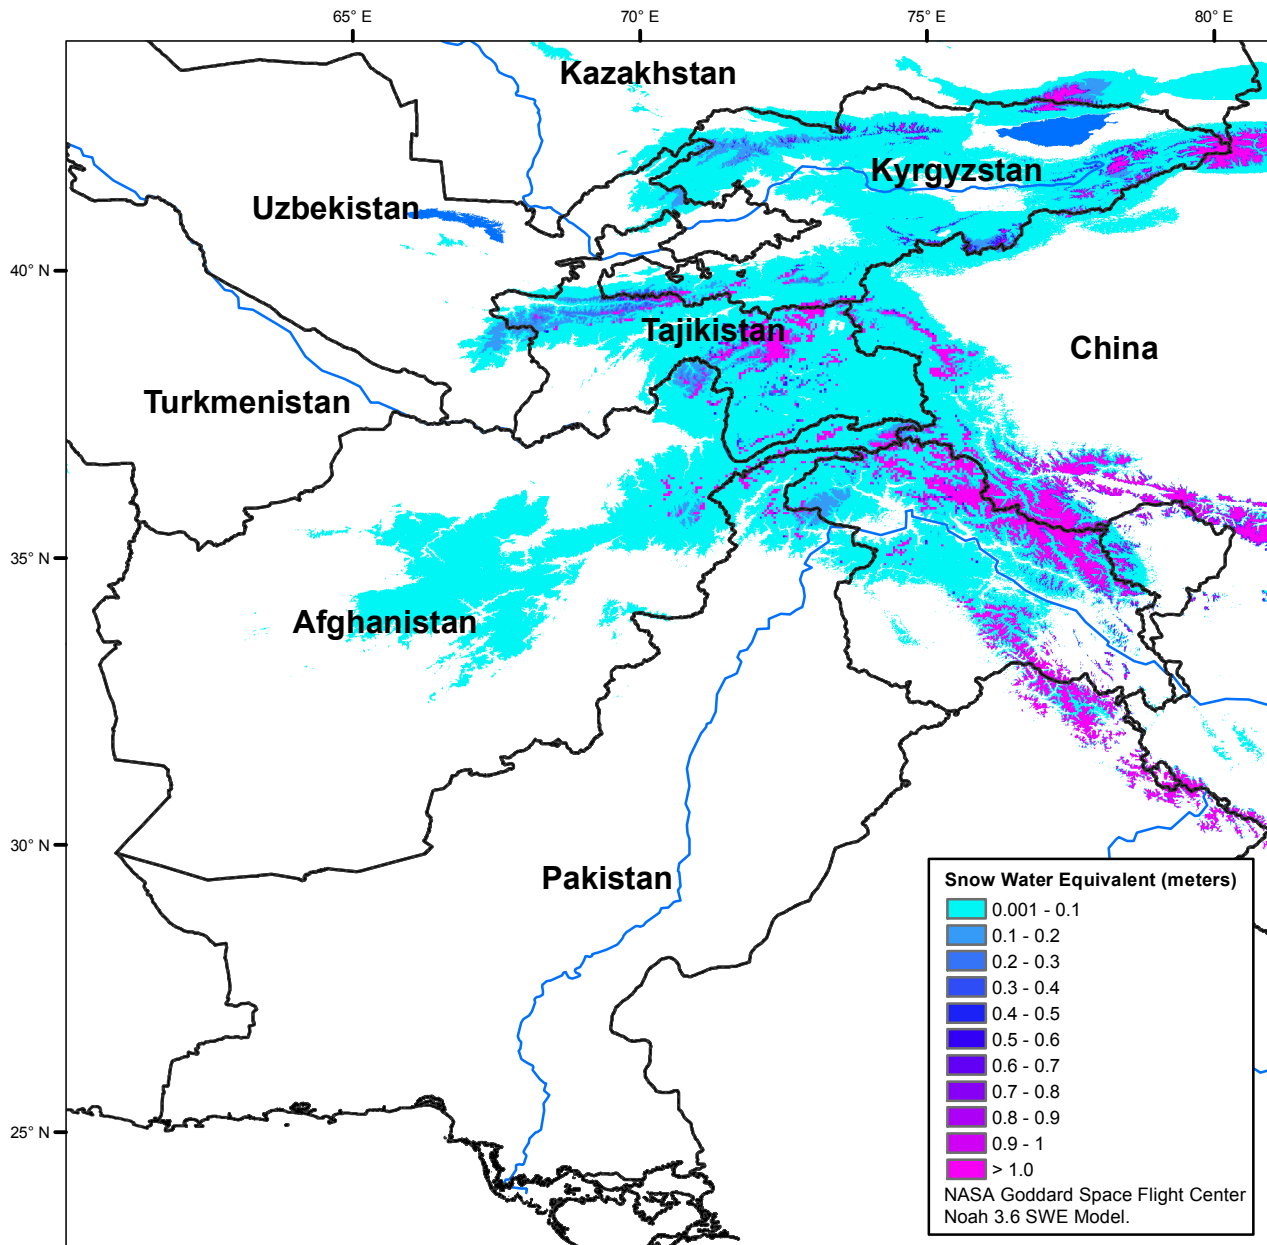 65° E
70° E
75° E
80° E
Kazakhstan
Kyrgyzstan
Uzbekistan
40° N
Tajikistan
China
Turkmenistan
35° N
Afghanistan
30° N
Pakistan
25° N
Snow Water Equivalent (meters)
0.001 - 0.1
0.1 - 0.2
0.2 - 0.3
0.3 - 0.4
0.4 - 0.5
0.5 - 0.6
0.6 - 0.7
0.7 - 0.8
0.8 - 0.9
0.9 - 1
> 1.0
NASA Goddard Space Flight Center
Noah 3.6 SWE Model.